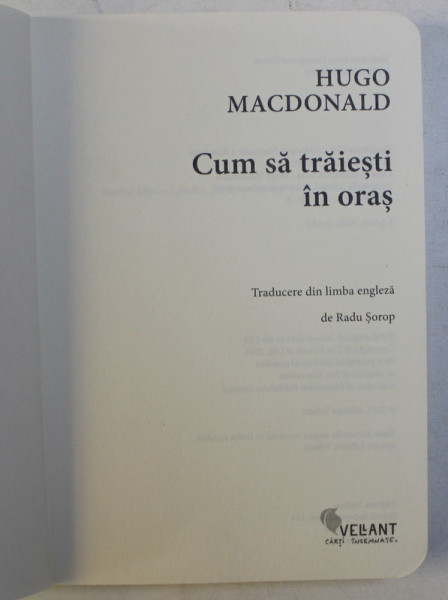 HUGO
MACDONALD
Cum să trăiești
în oraș
Traducere din limba engleză
de Radu Șorop
VELLANT
CĂRȚI ÎNSEMNATE.